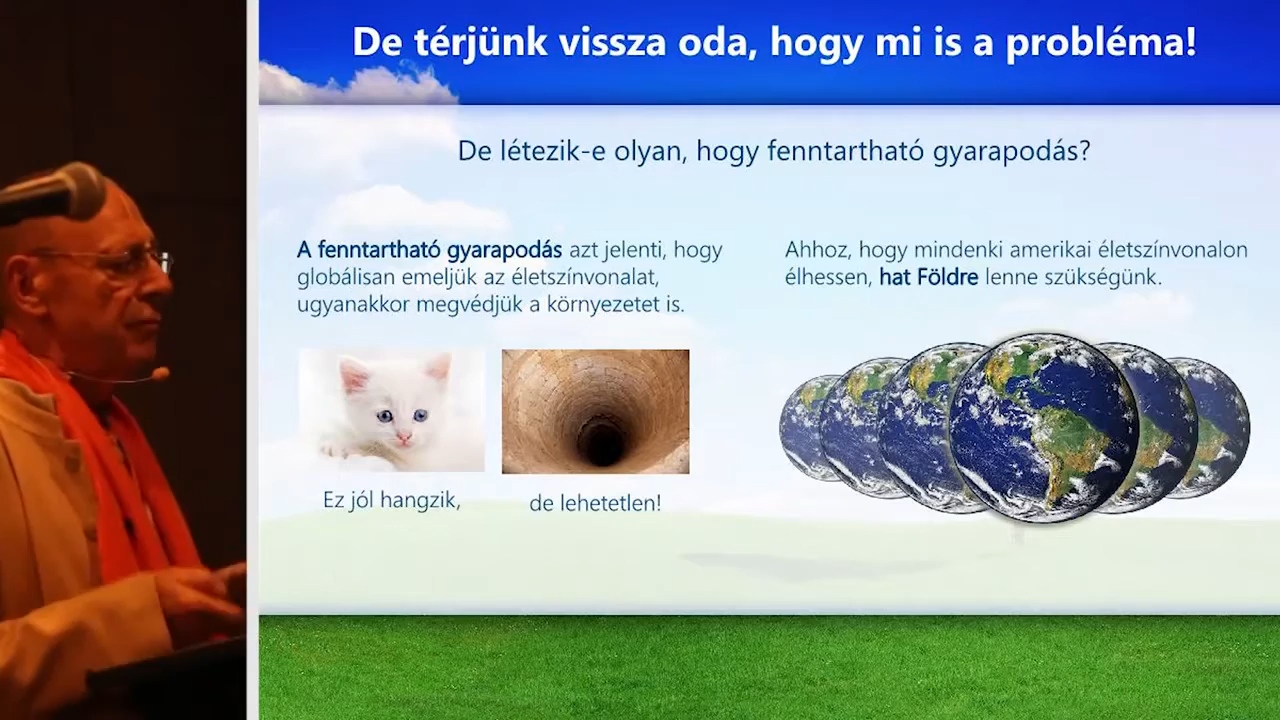 De térjünk vissza oda, hogy mi is a probléma!
De létezik-e olyan, hogy fenntartható gyarapodás?
A fenntartható gyarapodás azt jelenti, hogy
globálisan emeljük az életszínvonalat,
ugyanakkor megvédjük a környezetet is.
Ez jól hangzik,
de lehetetlen!
Ahhoz, hogy mindenki amerikai életszínvonalon
élhessen, hat Földre lenne szükségünk.